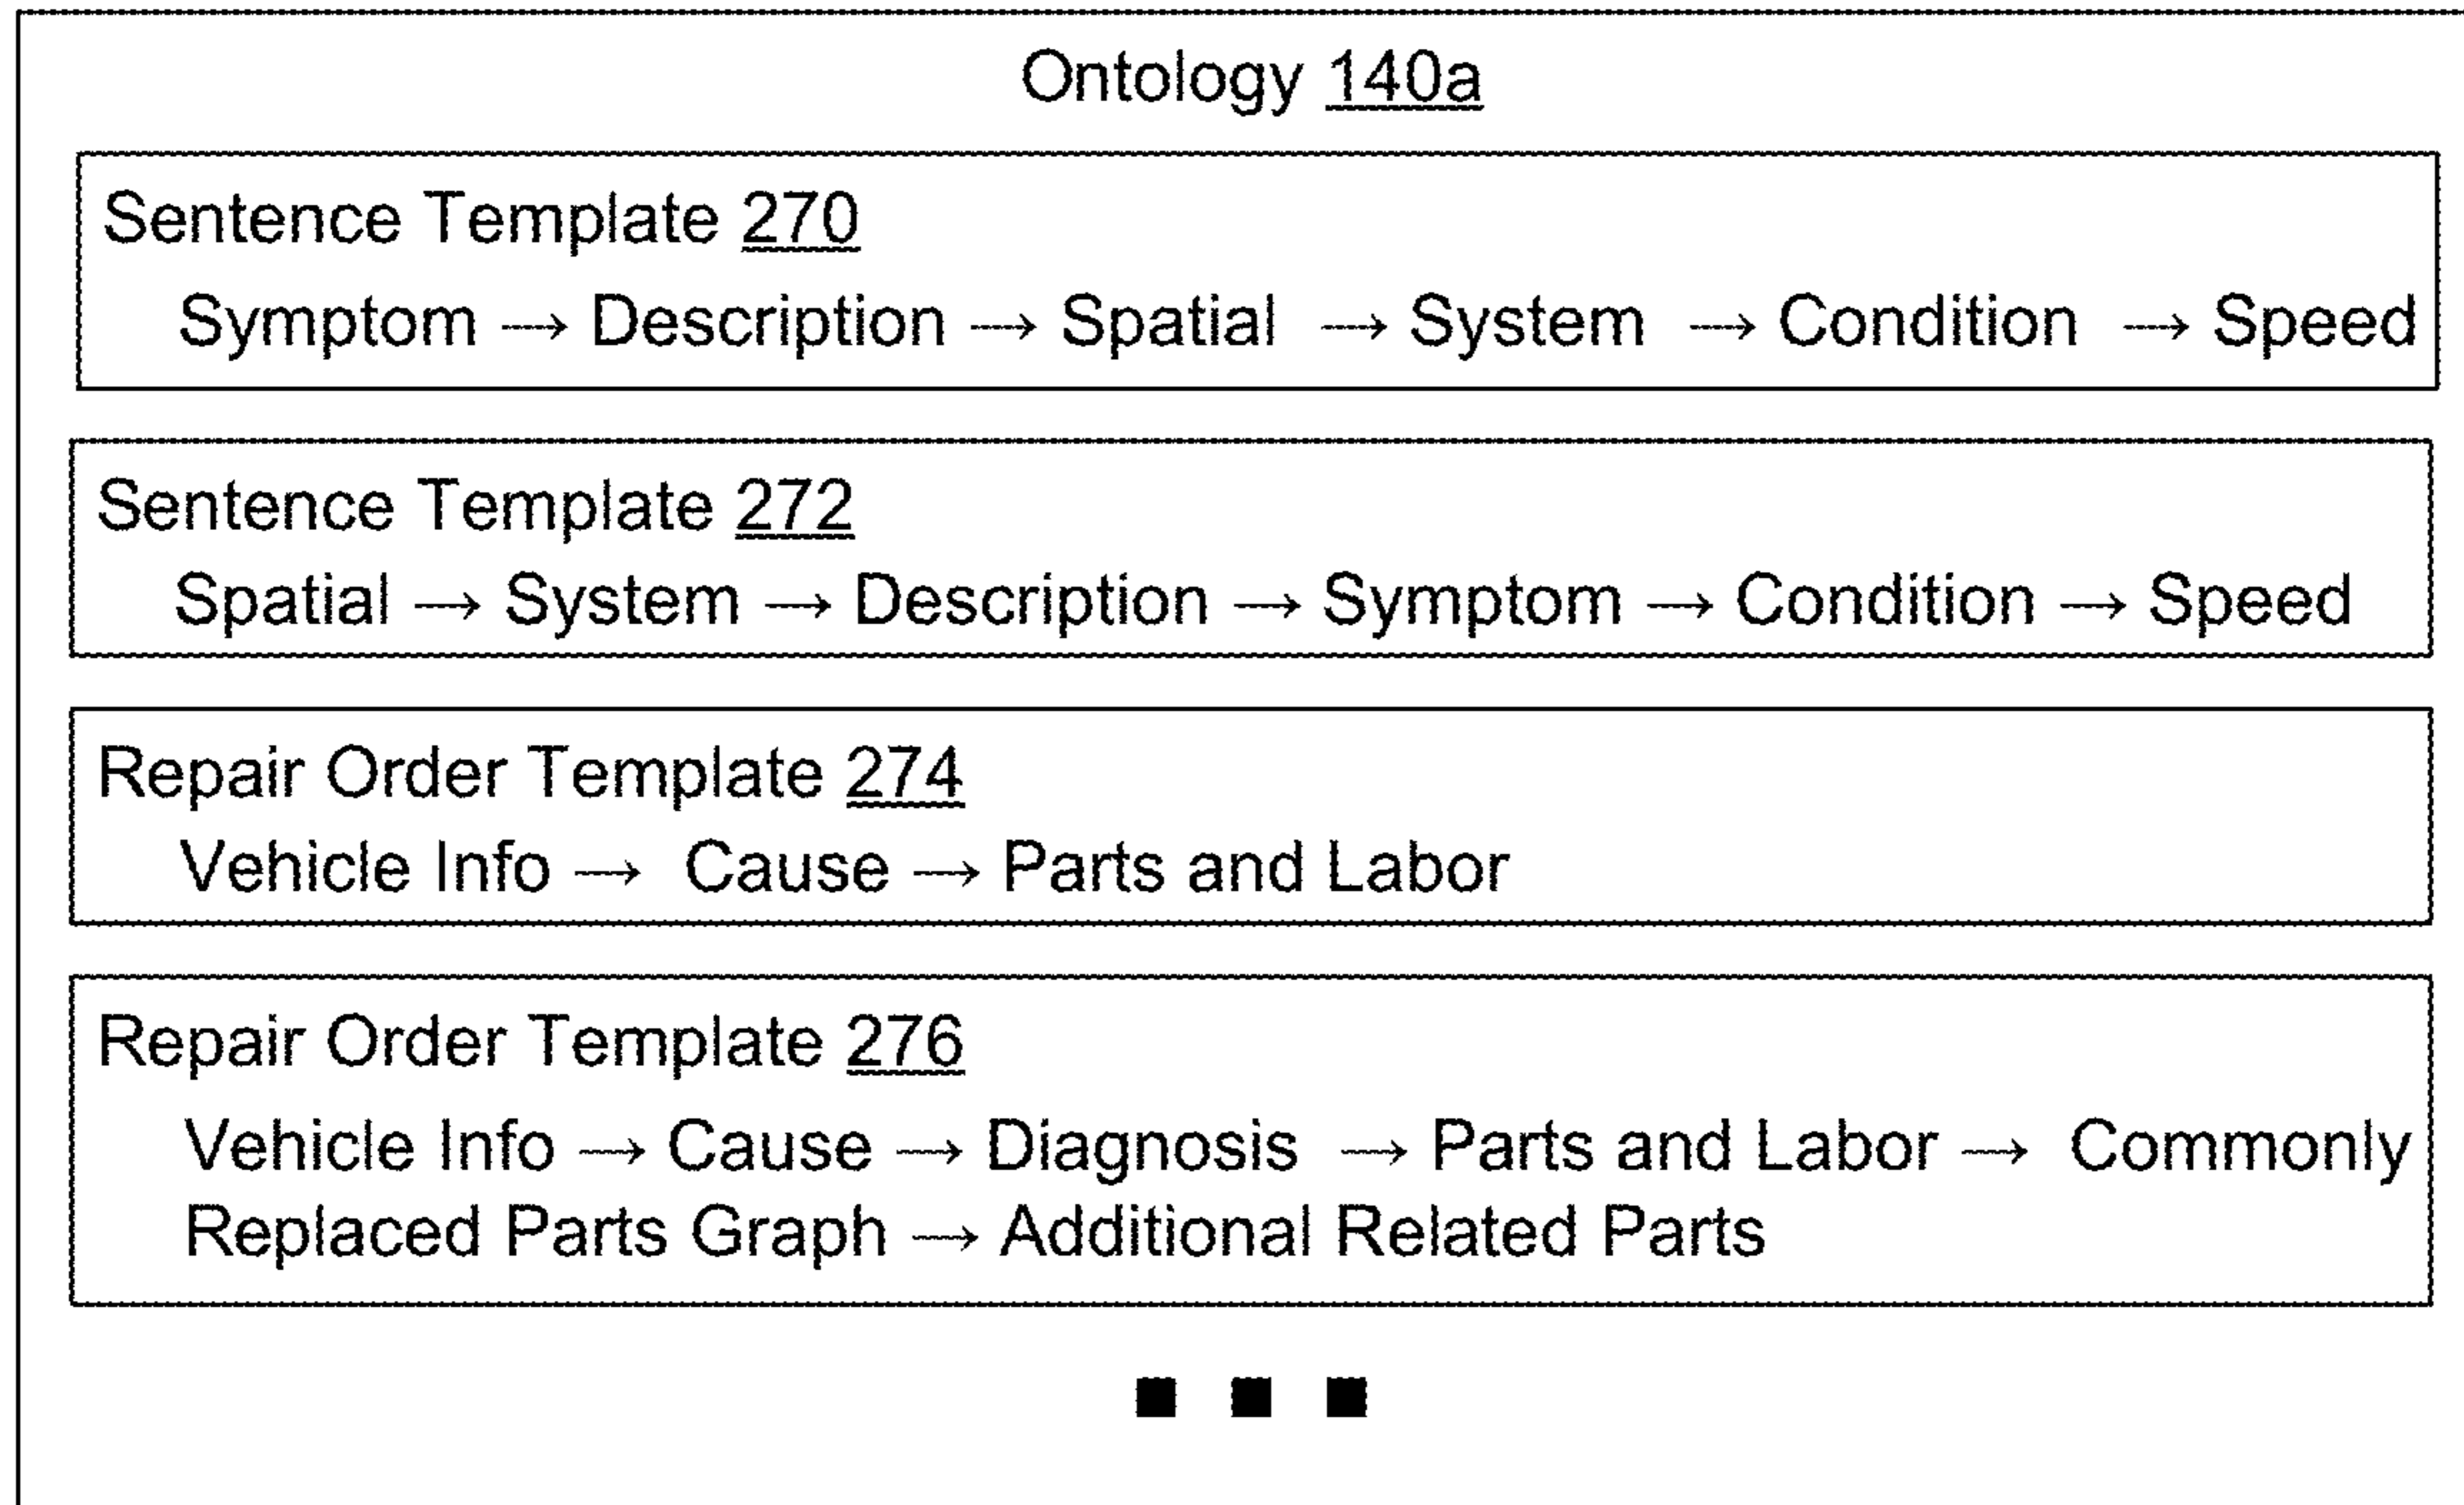 Ontology 140a
Sentence Template 270
Symptom → Description → Spatial → System → Condition → Speed
Sentence Template 272
Spatial → System → Description → Symptom → Condition → Speed
Repair Order Template 274
Vehicle Info → Cause → Parts and Labor
Repair Order Template 276
Vehicle Info → Cause → Diagnosis → Parts and Labor → Commonly
Replaced Parts Graph → Additional Related Parts